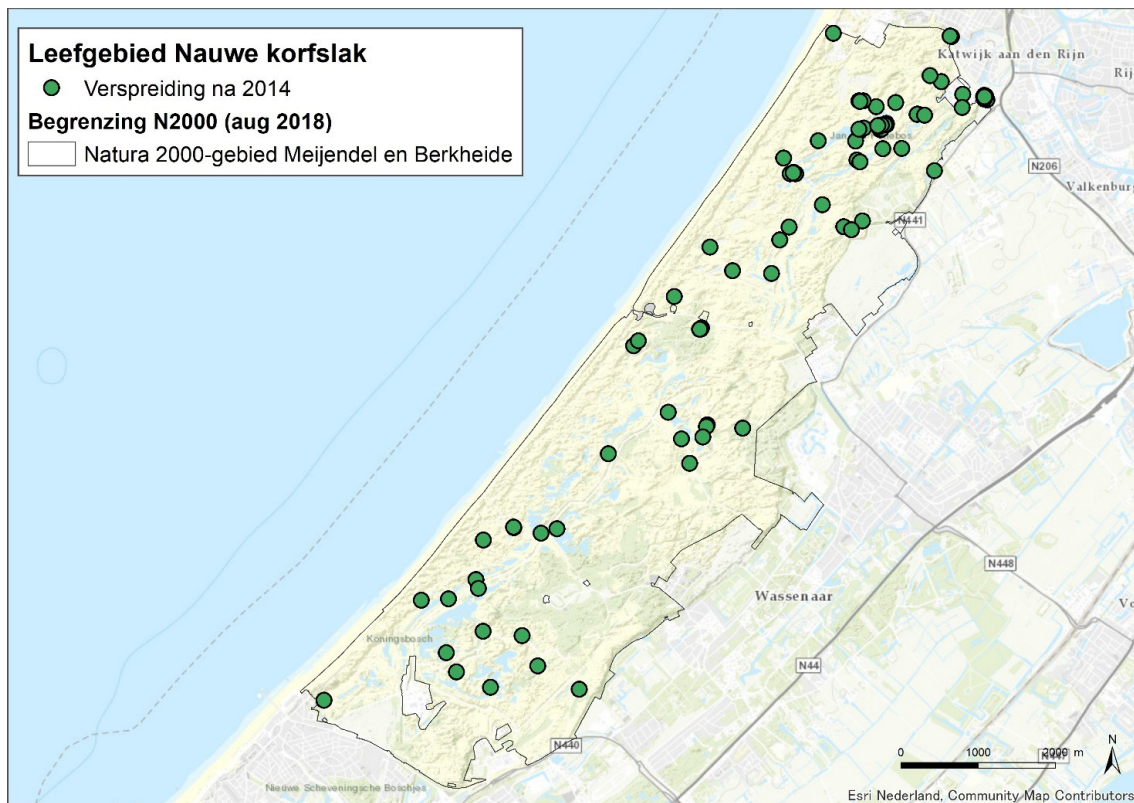 Leefgebied Nauwe korfslak
Verspreiding na 2014
Begrenzing N2000 (aug 2018)
Natura 2000-gebied Meijendel en Berkheide
Katwijk aan den Rijn
N206
Valkenburg
N441
N448
Wassenaar
Koningsbosch
N44
N440
Nieuwe Scheveningsche Boschjes
N
0 1000 2000 m
Esri Nederland, Community Map Contributors